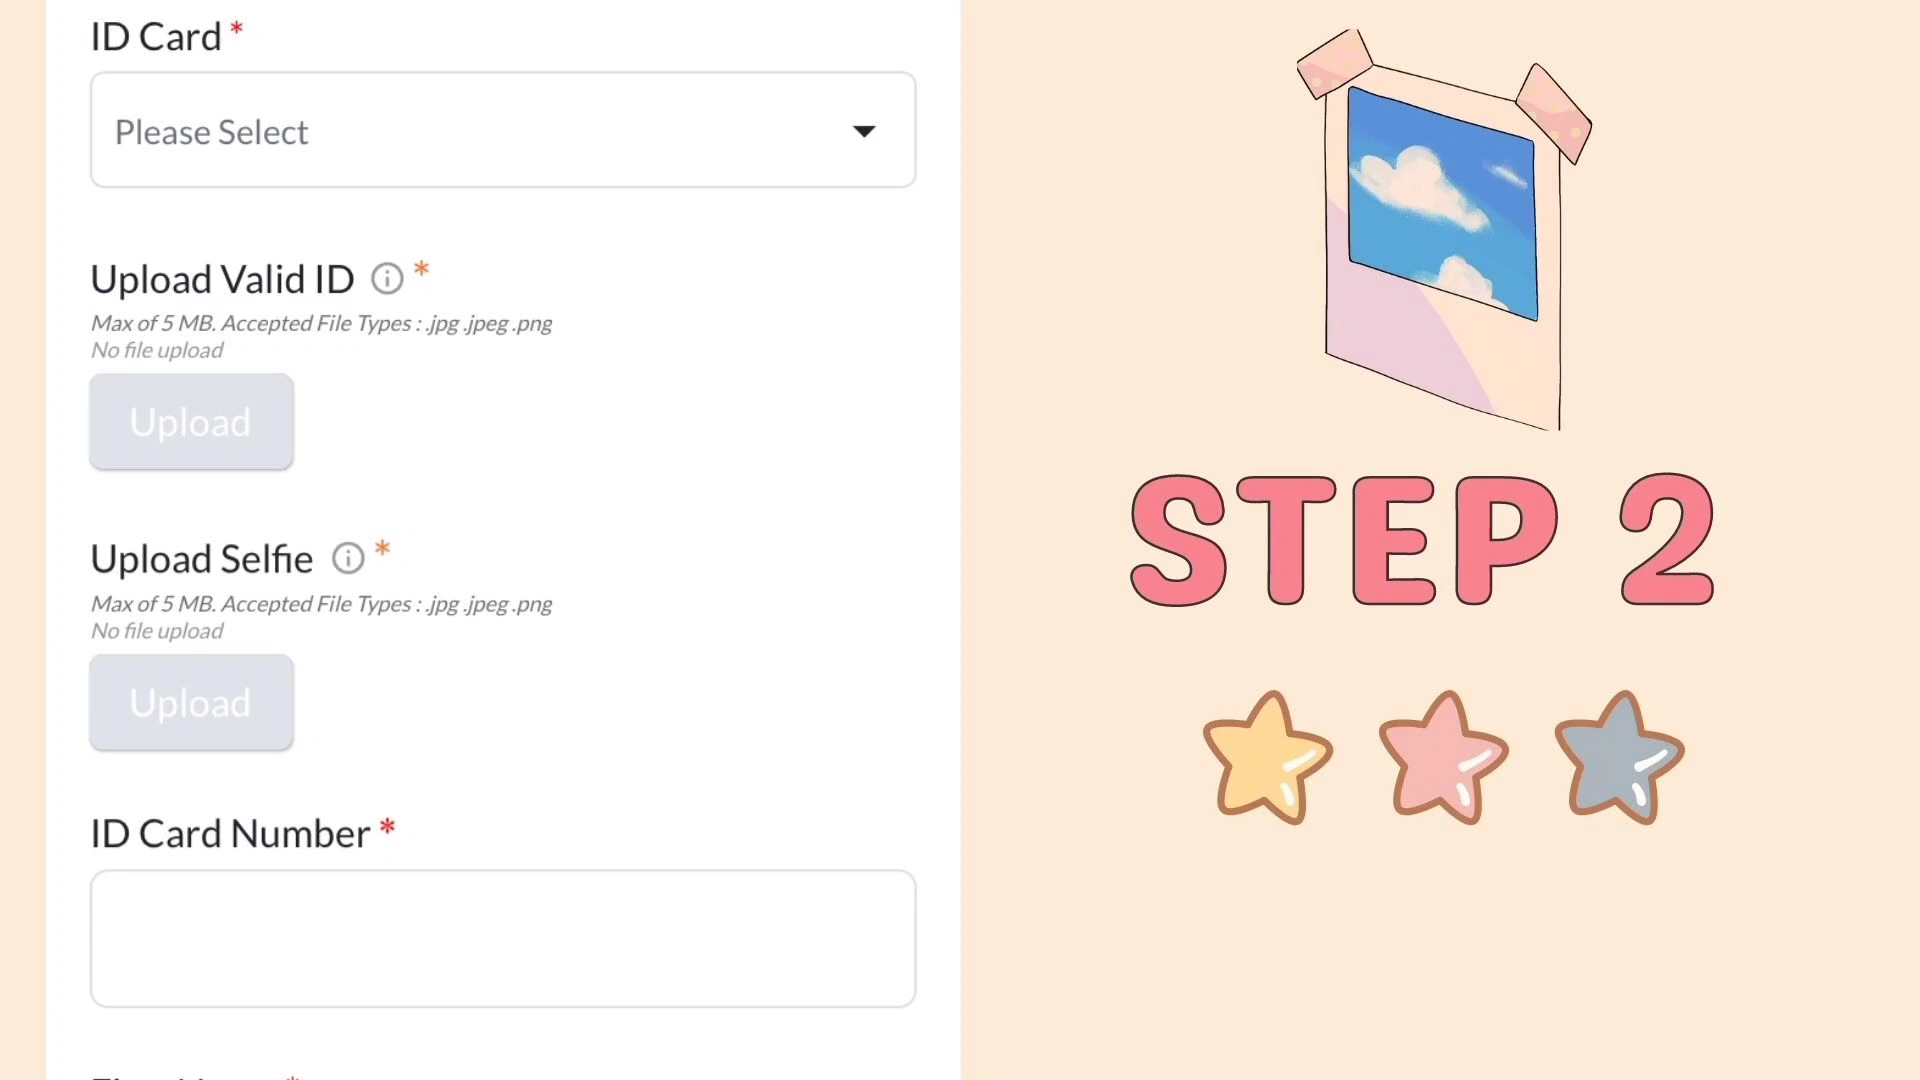 ID Card *
Please Select
Upload Valid ID *
Max of 5 MB. Accepted File Types : .jpg .jpeg .png
No file upload
Upload
Upload Selfie *
Max of 5 MB. Accepted File Types : .jpg .jpeg .png
No file upload
Upload
ID Card Number *
STEP 2